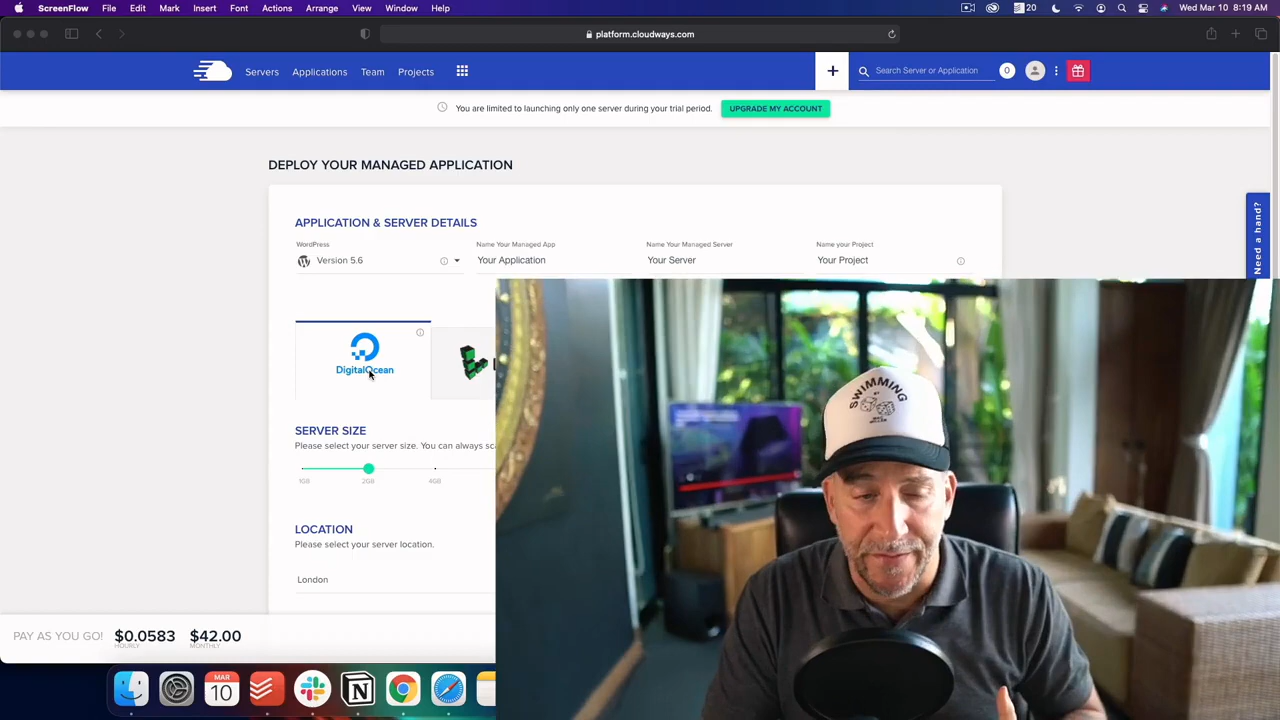 ScreenFlow File Edit Mark Insert Font Actions Arrange View Window Help
20 Wed Mar 10 8:19 AM
platform.cloudways.com
Servers Applications Team Projects
+ Search Server or Application 0
You are limited to launching only one server during your trial period. UPGRADE MY ACCOUNT
DEPLOY YOUR MANAGED APPLICATION
Need a hand?
APPLICATION & SERVER DETAILS
WordPress Name Your Managed App Name Your Managed Server Name your Project
Version 5.6 Your Application Your Server Your Project
DigitalOcean
SERVER SIZE
Please select your server size. You can always sc
1GB 2GB 4GB
LOCATION
Please select your server location.
London
PAY AS YOU GO! $0.0583 $42.00
HOURLY MONTHLY
SWIMMING
MAR
10